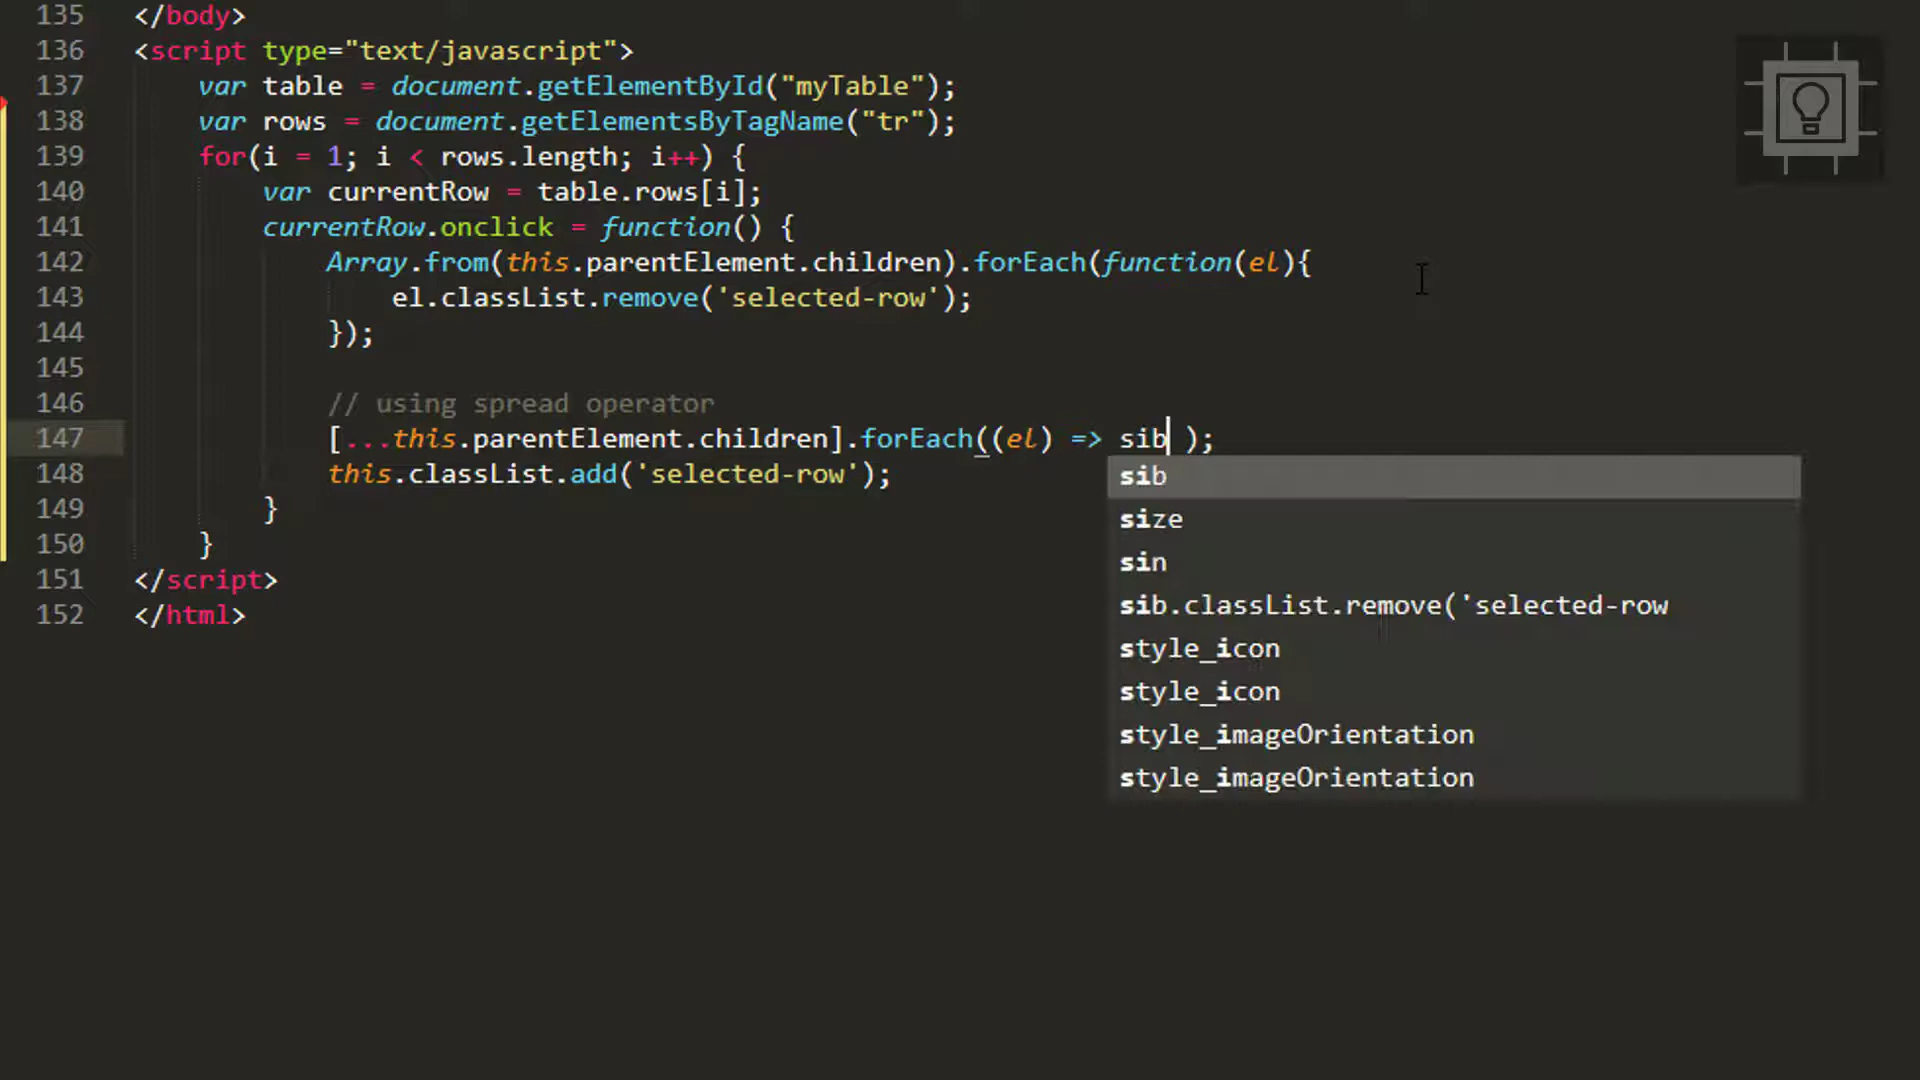 135 </body>
136 <script type="text/javascript">
137 var table = document.getElementById("myTable");
138 var rows = document.getElementsByTagName("tr");
139 for(i = 1; i < rows.length; i++) {
140 var currentRow = table.rows[i];
141 currentRow.onclick = function() {
142 Array.from(this.parentElement.children).forEach(function(el){
143 el.classList.remove('selected-row');
144 });
145
146 // using spread operator
147 [...this.parentElement.children].forEach((el) => sib );
148 this.classList.add('selected-row');
sib
149 }
size
150 }
sin
151 </script>
sib.classList.remove('selected-row
152 </html>
style_icon
style_icon
style_imageOrientation
style_imageOrientation